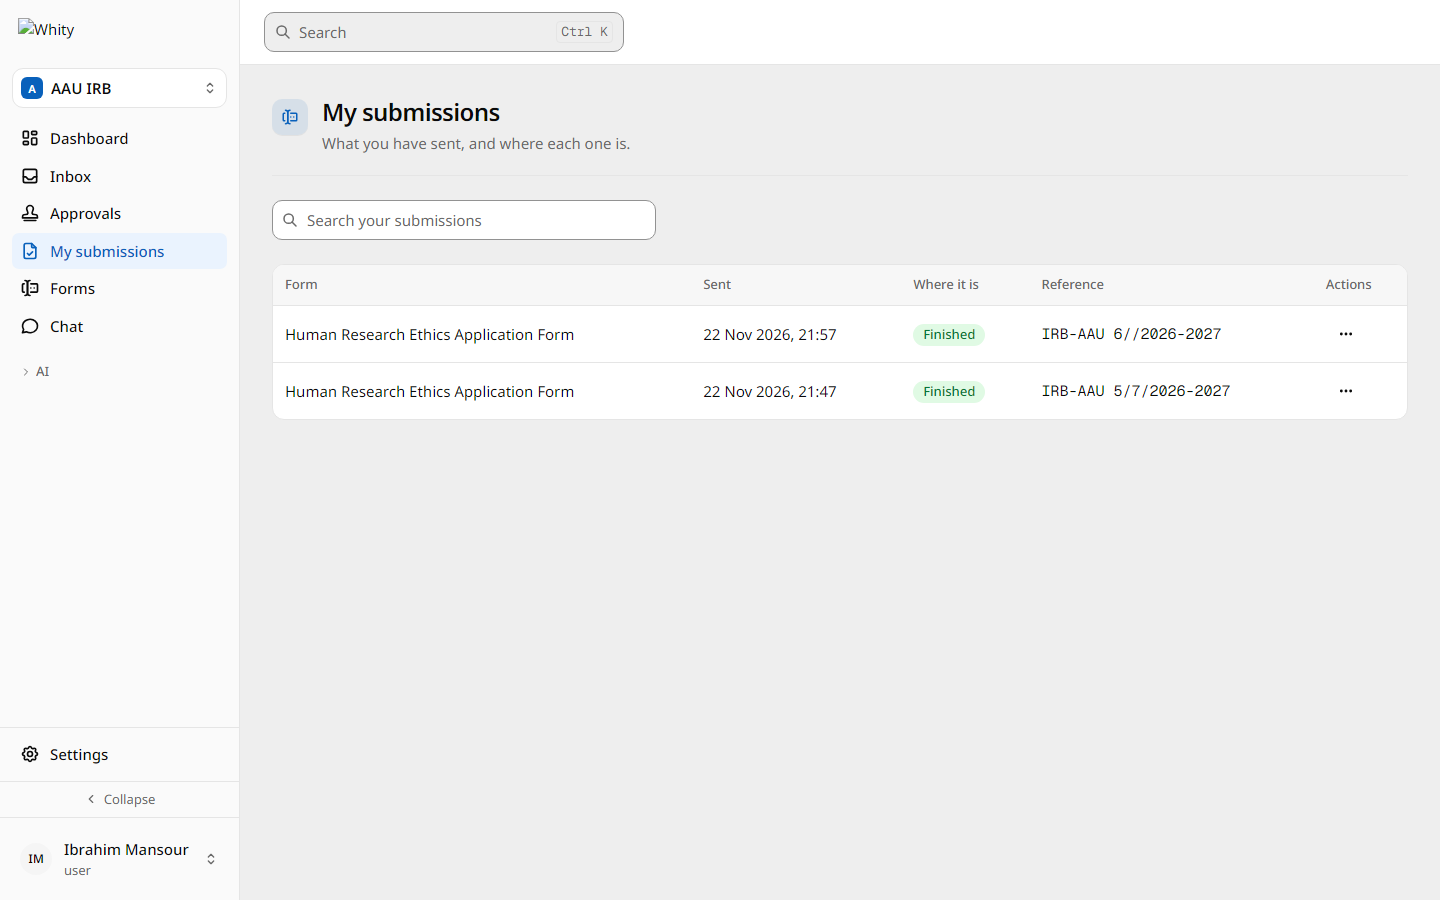 Whity
A AAU IRB
Dashboard
Inbox
Approvals
My submissions
Forms
Chat
AI
Settings
Collapse
IM
Ibrahim Mansour
user
Search Ctrl K
My submissions
What you have sent, and where each one is.
Search your submissions
Form Sent Where it is Reference Actions
Human Research Ethics Application Form 22 Nov 2026, 21:57 Finished IRB-AAU 6//2026-2027
Human Research Ethics Application Form 22 Nov 2026, 21:47 Finished IRB-AAU 5/7/2026-2027